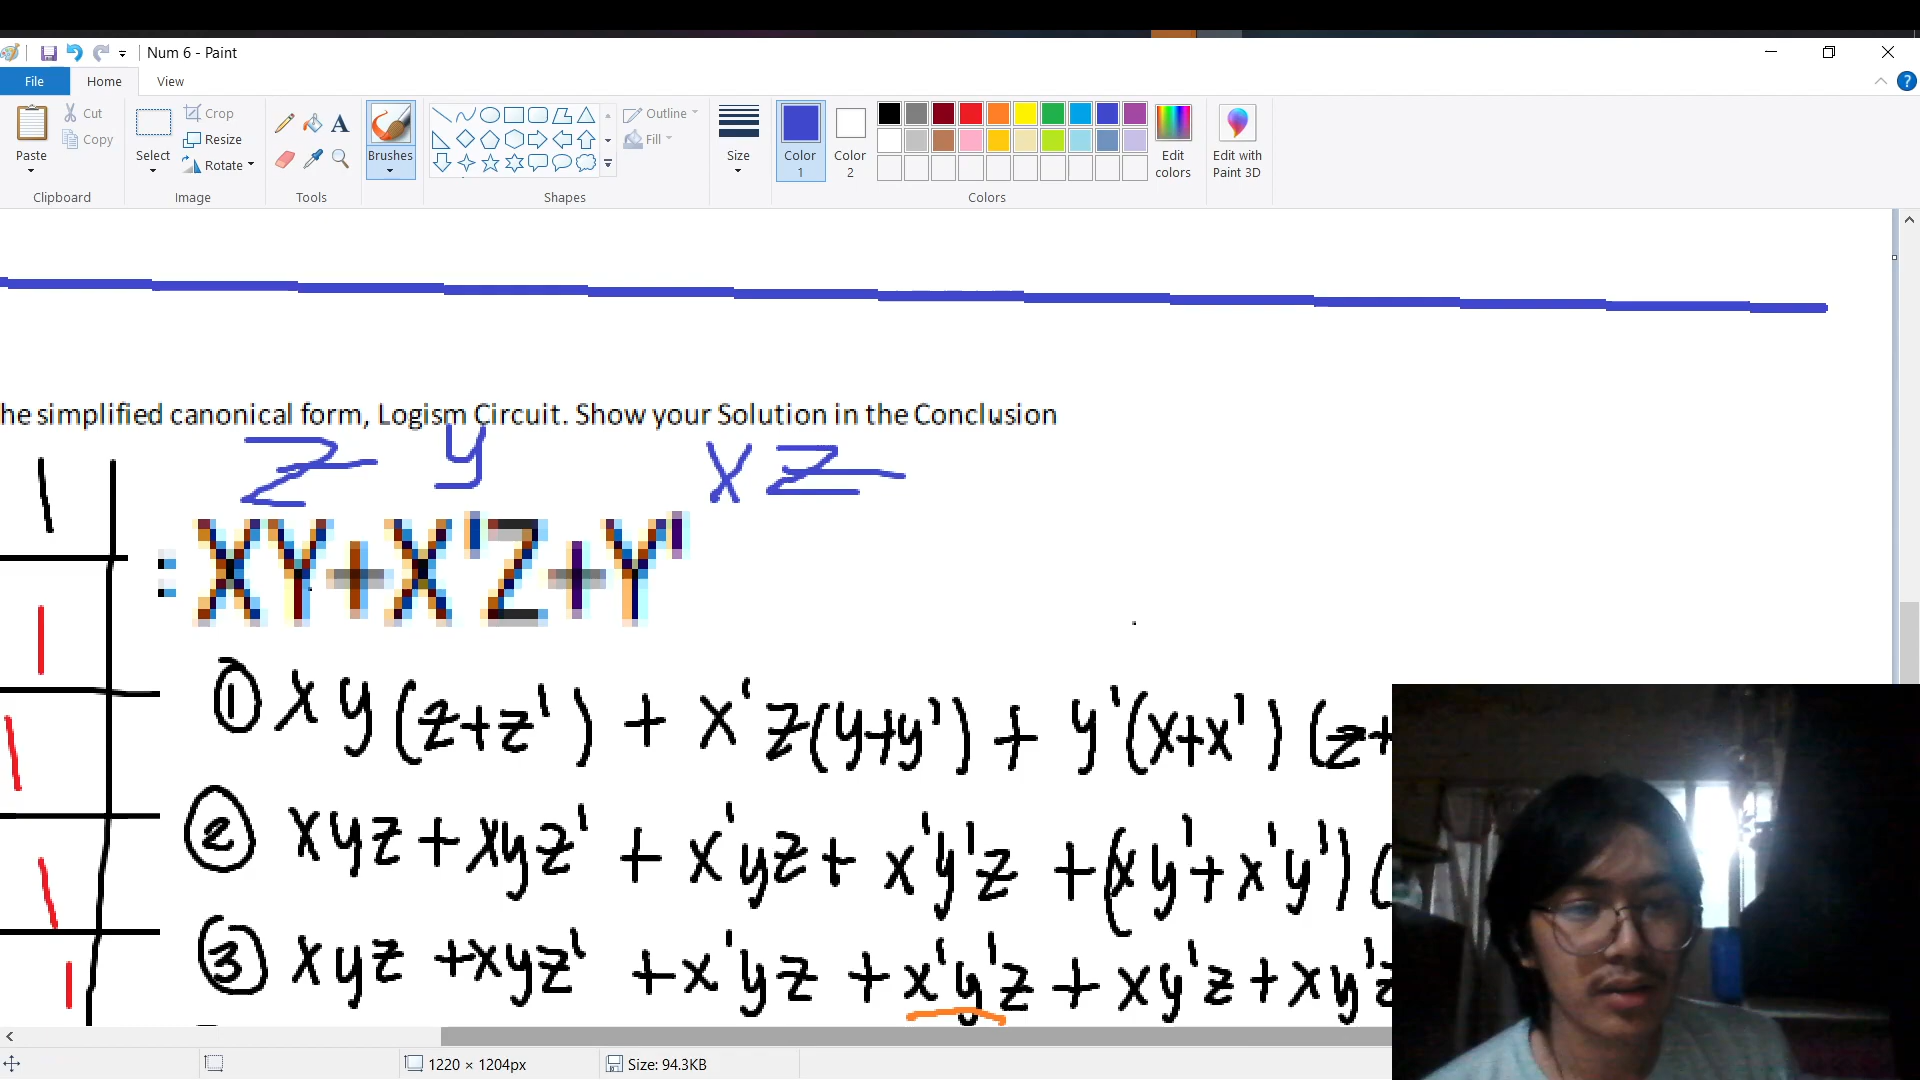 Num 6 - Paint
File Home View
Paste Cut Copy Clipboard
Select Crop Resize Rotate Image
Tools
Brushes
Outline Fill Shapes
Size
Color 1 Color 2 Edit colors Edit with Paint 3D Colors
he simplified canonical form, Logism Circuit. Show your Solution in the Conclusion
Z Y XZ
: XY+X'Z+Y'
① xy(z+z') + x'z(y+y') + y'(x+x')(z+
② xyz+xyz' + x'yz+ x'y'z +(xy'+x'y')(
③ xyz +xyz' +x'yz +x'y'z + xy'z + xy'z
1220 × 1204px Size: 94.3KB